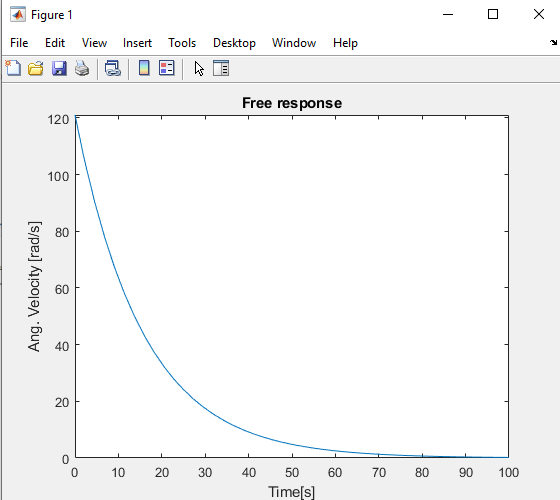 Figure 1
File Edit View Insert Tools Desktop Window Help
Free response
120
100
80
60
40
20
0
Ang. Velocity [rad/s]
0 10 20 30 40 50 60 70 80 90 100
Time[s]